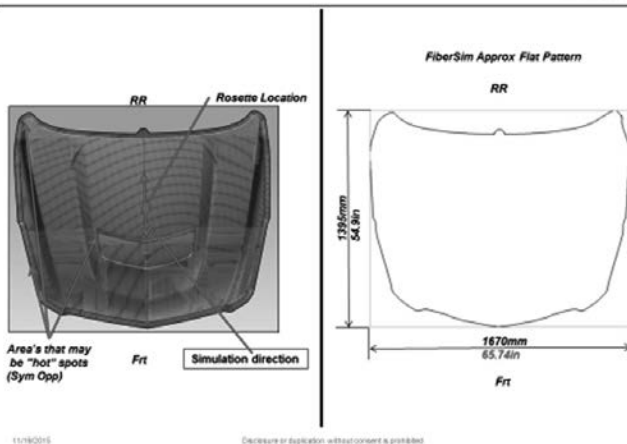 RR
Rosette Location
Area's that may
be "hot" spots
(Sym Opp)
Frt
Simulation direction
FiberSim Approx Flat Pattern
RR
1395mm
54.9in
1670mm
65.74in
Frt
11/19/2015
Disclosure or duplication without consent is prohibited